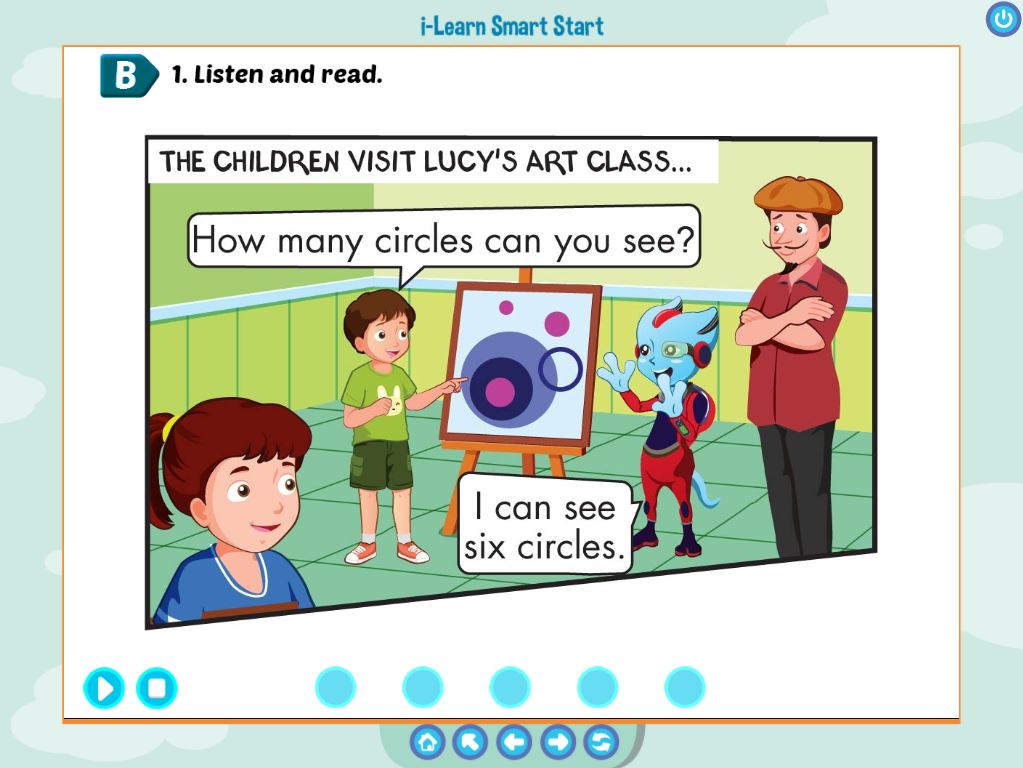 i-Learn Smart Start
B
1. Listen and read.
THE CHILDREN VISIT LUCY'S ART CLASS...
How many circles can you see?
I can see
six circles.